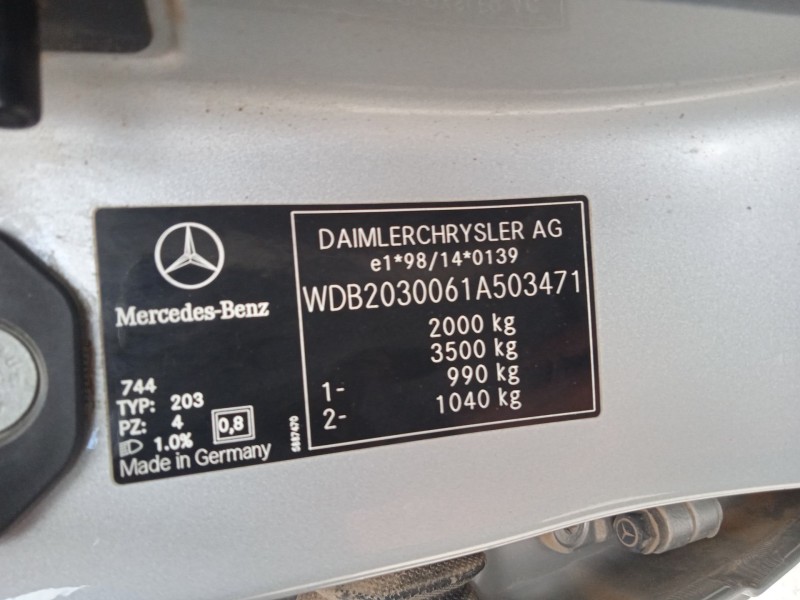 Mercedes-Benz
744
TYP: 203
PZ: 4
1.0%
0,8
Made in Germany
5887470
DAIMLERCHRYSLER AG
e1*98/14*0139
WDB2030061A503471
2000 kg
3500 kg
1- 990 kg
2- 1040 kg